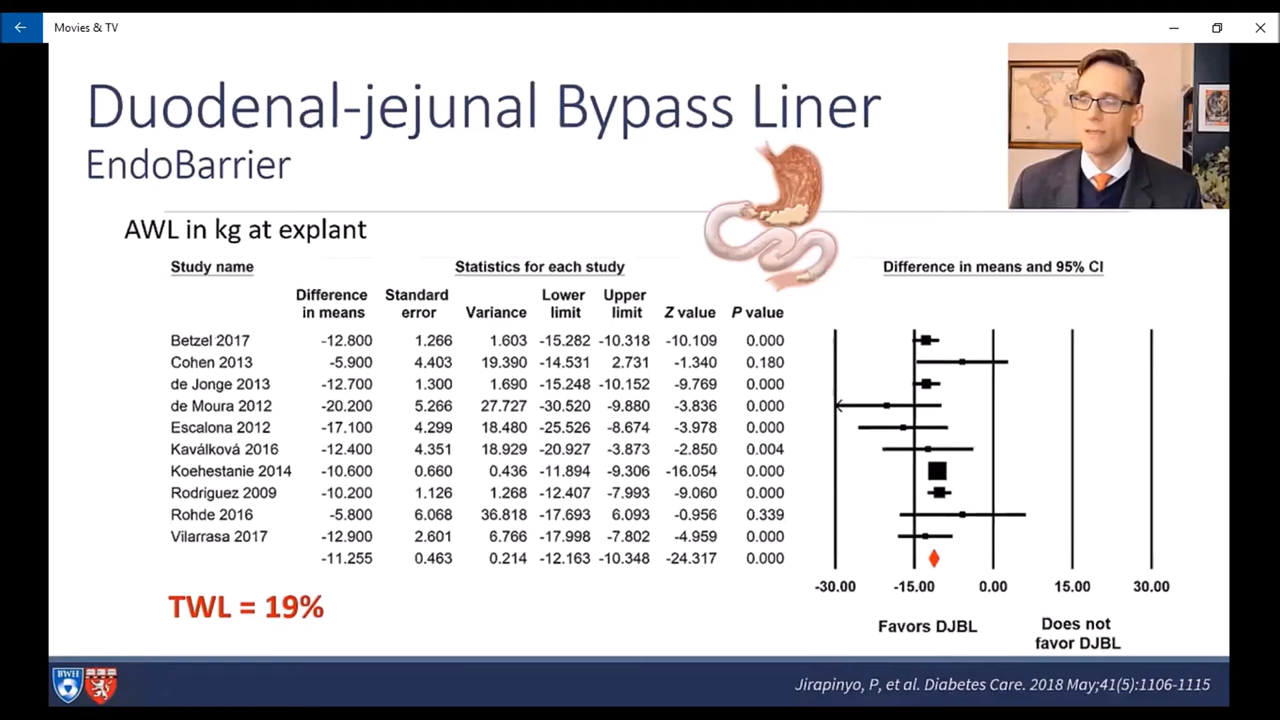 Movies & TV
Duodenal-jejunal Bypass Liner
EndoBarrier
AWL in kg at explant
Study name Statistics for each study Difference in means and 95% CI
Difference in means Standard error Variance Lower limit Upper limit Z value P value
Betzel 2017 -12.800 1.266 1.603 -15.282 -10.318 -10.109 0.000
Cohen 2013 -5.900 4.403 19.390 -14.531 2.731 -1.340 0.180
de Jonge 2013 -12.700 1.300 1.690 -15.248 -10.152 -9.769 0.000
de Moura 2012 -20.200 5.266 27.727 -30.520 -9.880 -3.836 0.000
Escalona 2012 -17.100 4.299 18.480 -25.526 -8.674 -3.978 0.000
Kaválková 2016 -12.400 4.351 18.929 -20.927 -3.873 -2.850 0.004
Koehestanie 2014 -10.600 0.660 0.436 -11.894 -9.306 -16.054 0.000
Rodriguez 2009 -10.200 1.126 1.268 -12.407 -7.993 -9.060 0.000
Rohde 2016 -5.800 6.068 36.818 -17.693 6.093 -0.956 0.339
Vilarrasa 2017 -12.900 2.601 6.766 -17.998 -7.802 -4.959 0.000
-11.255 0.463 0.214 -12.163 -10.348 -24.317 0.000
-30.00 -15.00 0.00 15.00 30.00
TWL = 19%
Favors DJBL Does not favor DJBL
BWH
Jirapinyo, P, et al. Diabetes Care. 2018 May;41(5):1106-1115